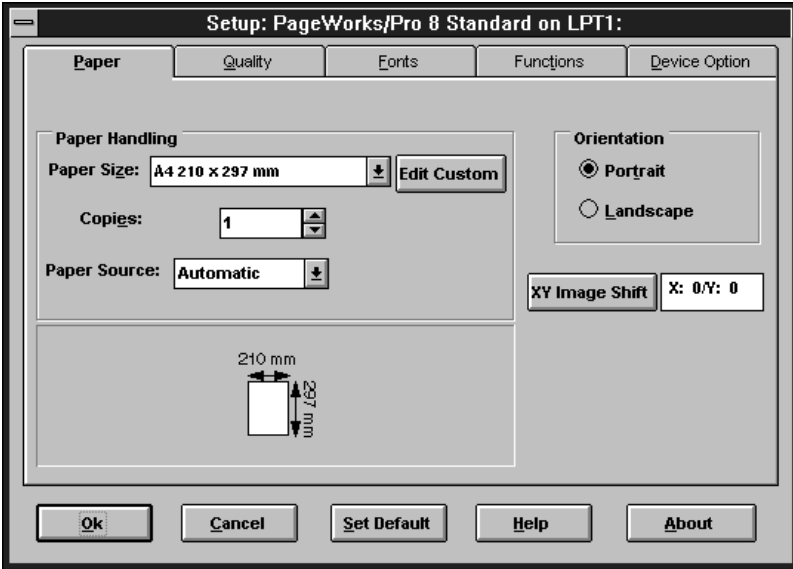 Setup: PageWorks/Pro 8 Standard on LPT1:
Paper Quality Fonts Functions Device Option
Paper Handling
Paper Size: A4 210 x 297 mm Edit Custom
Copies: 1
Paper Source: Automatic
Orientation
Portrait
Landscape
XY Image Shift X: 0/Y: 0
210 mm
297 mm
Ok Cancel Set Default Help About